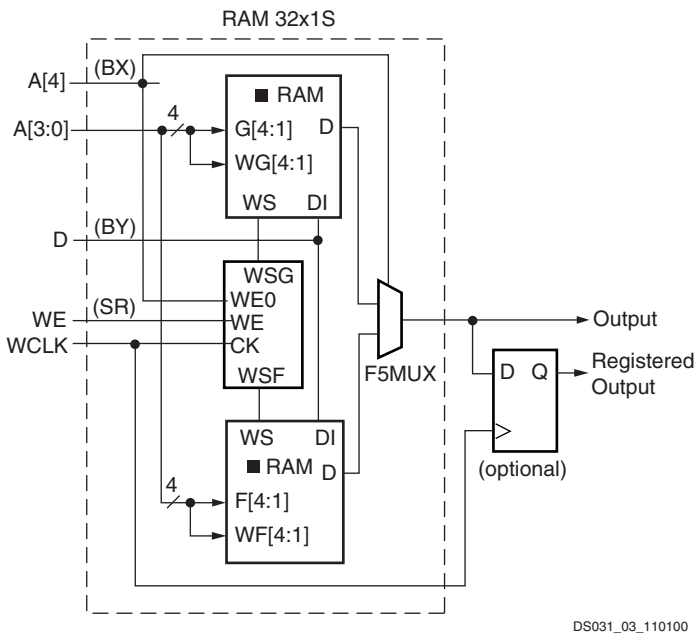 RAM 32x1S
A[4]
(BX)
A[3:0]
4
RAM
G[4:1]
D
WG[4:1]
WS
DI
D
(BY)
WSG
WE0
WE
(SR)
WE
WCLK
CK
WSF
F5MUX
Output
D
Q
Registered
Output
(optional)
WS
DI
RAM
D
4
F[4:1]
WF[4:1]
DS031_03_110100